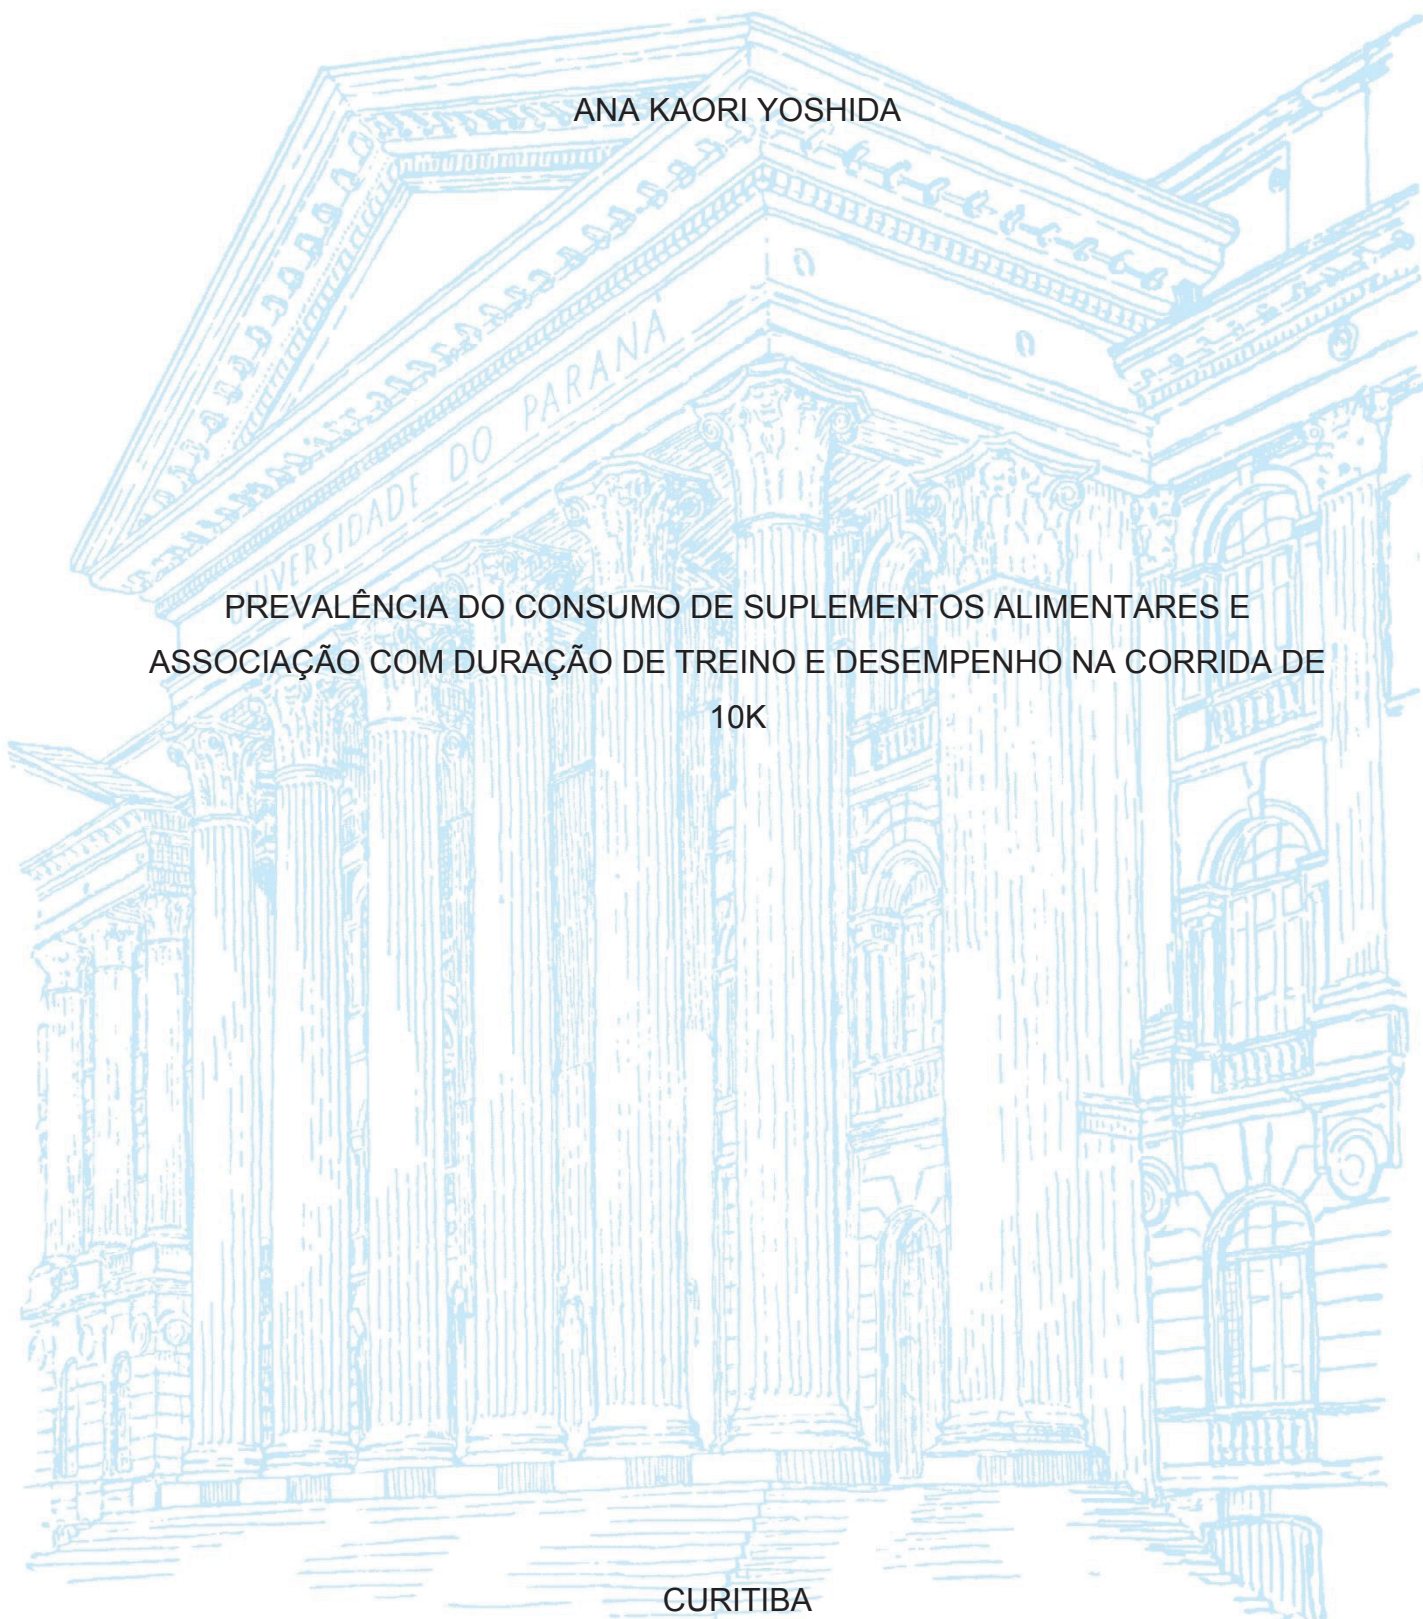 ANA KAORI YOSHIDA
UNIVERSIDADE DO PARANÁ
PREVALÊNCIA DO CONSUMO DE SUPLEMENTOS ALIMENTARES E
ASSOCIAÇÃO COM DURAÇÃO DE TREINO E DESEMPENHO NA CORRIDA DE
10K
CURITIBA